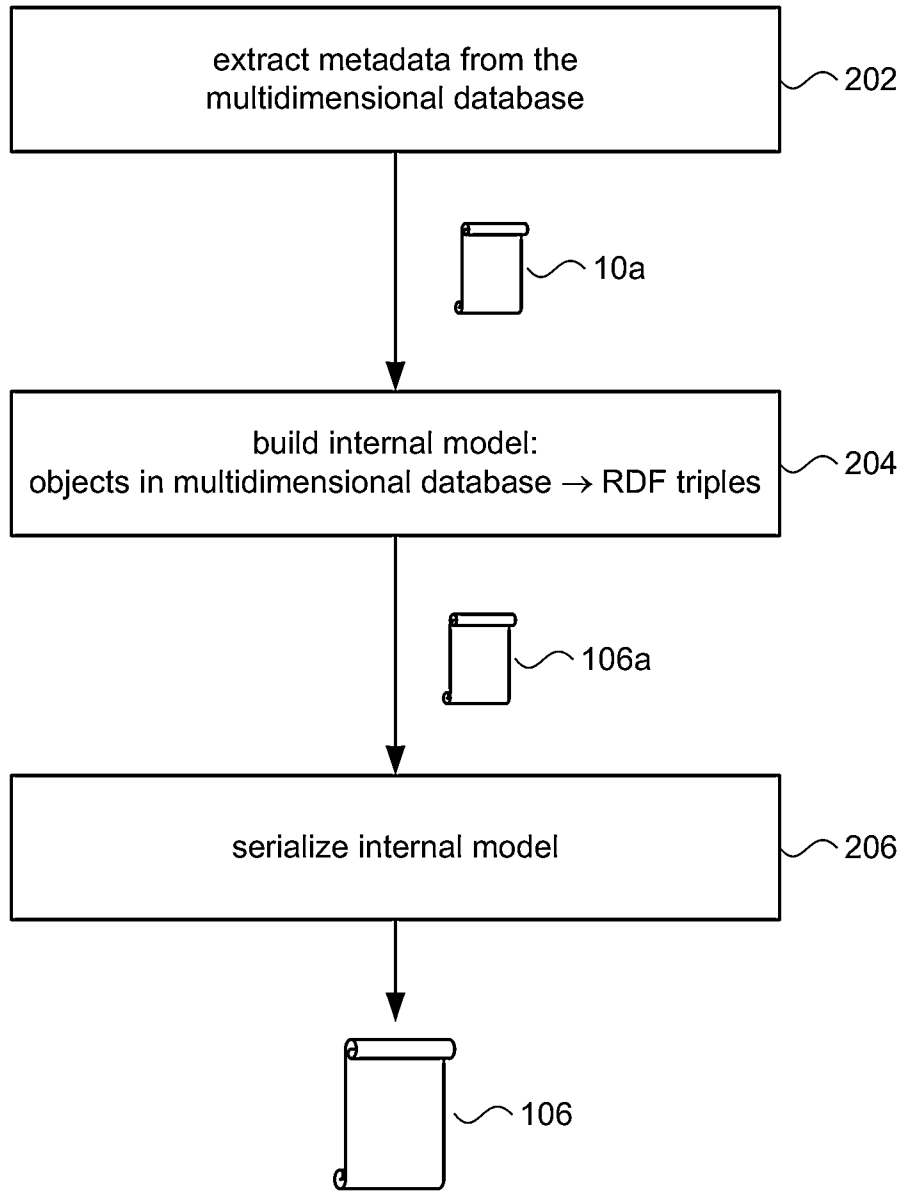 extract metadata from the
multidimensional database
202
10a
build internal model:
objects in multidimensional database → RDF triples
204
106a
serialize internal model
206
106